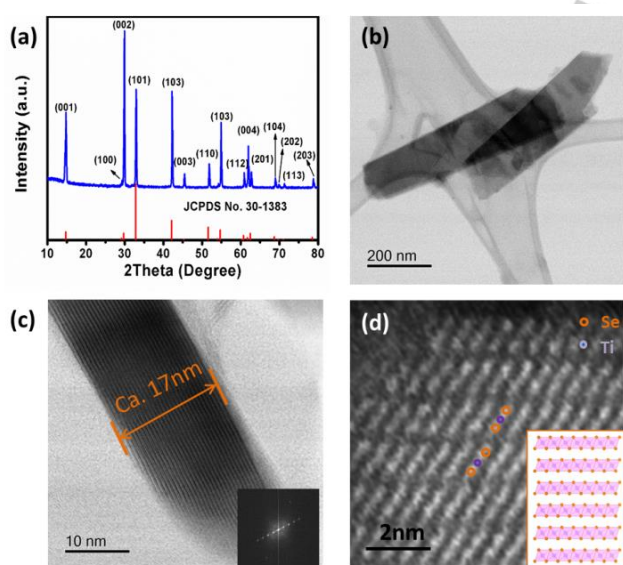 (a)
(002)
(101)
(103)
(001)
(103)
(004)
(104)
(202)
(100)
(003)
(110)
(112)
(201)
(203)
(113)
JCPDS No. 30-1383
Intensity (a.u.)
10 20 30 40 50 60 70 80
2Theta (Degree)
(b)
200 nm
(c)
Ca. 17nm
10 nm
(d)
Se
Ti
2nm